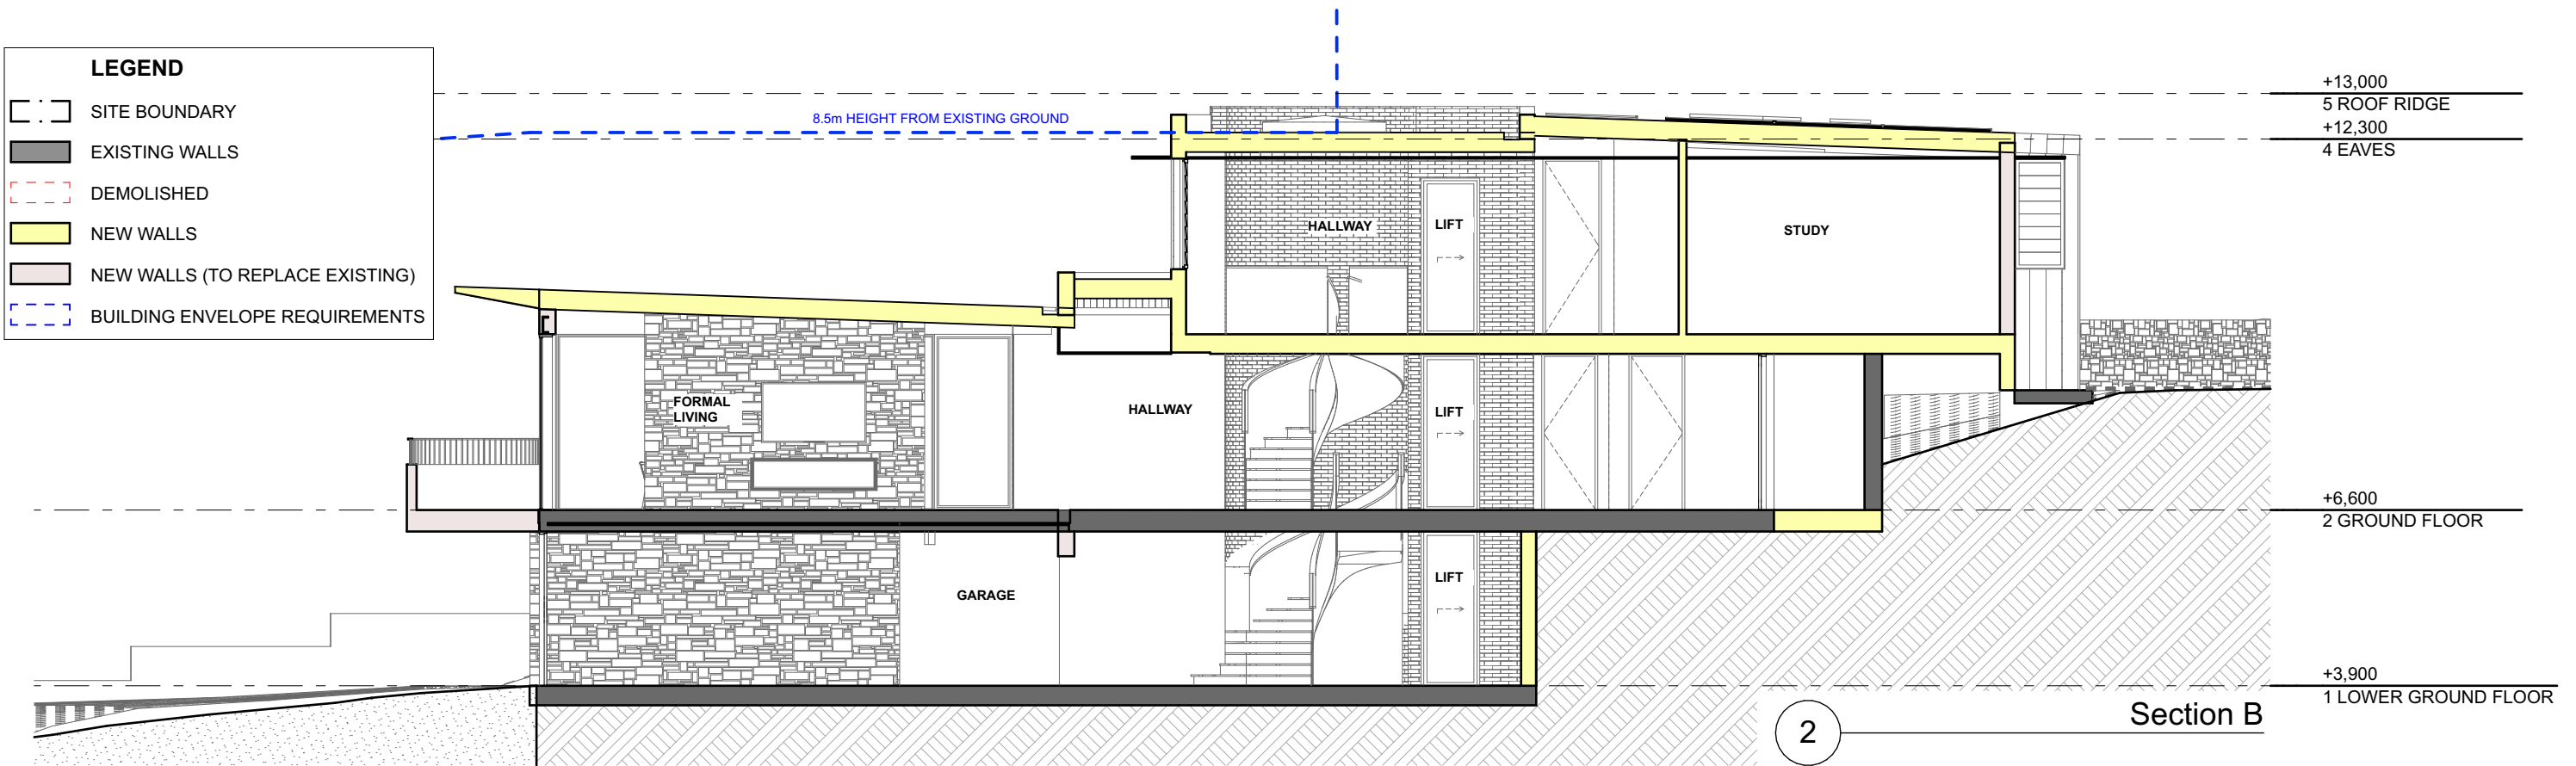 LEGEND
SITE BOUNDARY
EXISTING WALLS
DEMOLISHED
NEW WALLS
NEW WALLS (TO REPLACE EXISTING)
BUILDING ENVELOPE REQUIREMENTS
8.5m HEIGHT FROM EXISTING GROUND
+13,000
5 ROOF RIDGE
+12,300
4 EAVES
HALLWAY
LIFT
STUDY
FORMAL
LIVING
HALLWAY
LIFT
+6,600
2 GROUND FLOOR
GARAGE
LIFT
+3,900
1 LOWER GROUND FLOOR
2
Section B